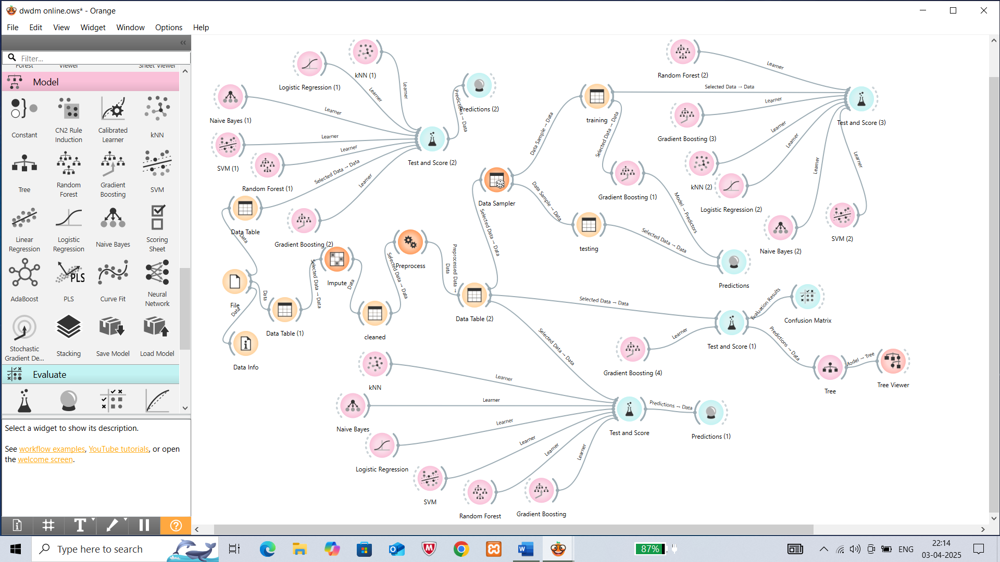 dwdm online.ows* - Orange
File Edit View Widget Window Options Help
Filter...
Forest Viewer Sheet Viewer
Model
Constant
CN2 Rule Induction
Calibrated Learner
kNN
Tree
Random Forest
Gradient Boosting
SVM
Linear Regression
Logistic Regression
Naive Bayes
Scoring Sheet
AdaBoost
PLS
PLS
Curve Fit
Neural Network
Stochastic Gradient De...
Stacking
Save Model
Load Model
Evaluate
Select a widget to show its description.
See workflow examples, YouTube tutorials, or open
the welcome screen.
kNN (1)
Logistic Regression (1)
Naive Bayes (1)
SVM (1)
Random Forest (1)
Data Table
Gradient Boosting (2)
Learner
Learner
Learner
Learner
Learner
Selected Data → Data
Learner
Test and Score (2)
Predictions → Data
Predictions (2)
Data
File
Data
Data
Data Info
Data Table (1)
Selected Data → Data
Impute
Data
cleaned
Selected Data → Data
Preprocess
Preprocessed Data → Data
Data Table (2)
Selected Data → Data
Data Sampler
Data Sample → Data
Data Sample → Data
training
testing
Selected Data → Data
Selected Data → Data
Gradient Boosting (1)
Model → Predictors
Selected Data → Data
Predictions
Random Forest (2)
Gradient Boosting (3)
kNN (2)
Logistic Regression (2)
Naive Bayes (2)
SVM (2)
Learner
Learner
Learner
Learner
Learner
Learner
Test and Score (3)
Selected Data → Data
Selected Data → Data
Gradient Boosting (4)
Learner
Test and Score (1)
Evaluation Results
Confusion Matrix
Predictions → Data
Tree
Model → Tree
Tree Viewer
kNN
Naive Bayes
Logistic Regression
SVM
Random Forest
Gradient Boosting
Learner
Learner
Learner
Learner
Learner
Learner
Test and Score
Predictions → Data
Predictions (1)
Type here to search
87%
ENG
22:14
03-04-2025